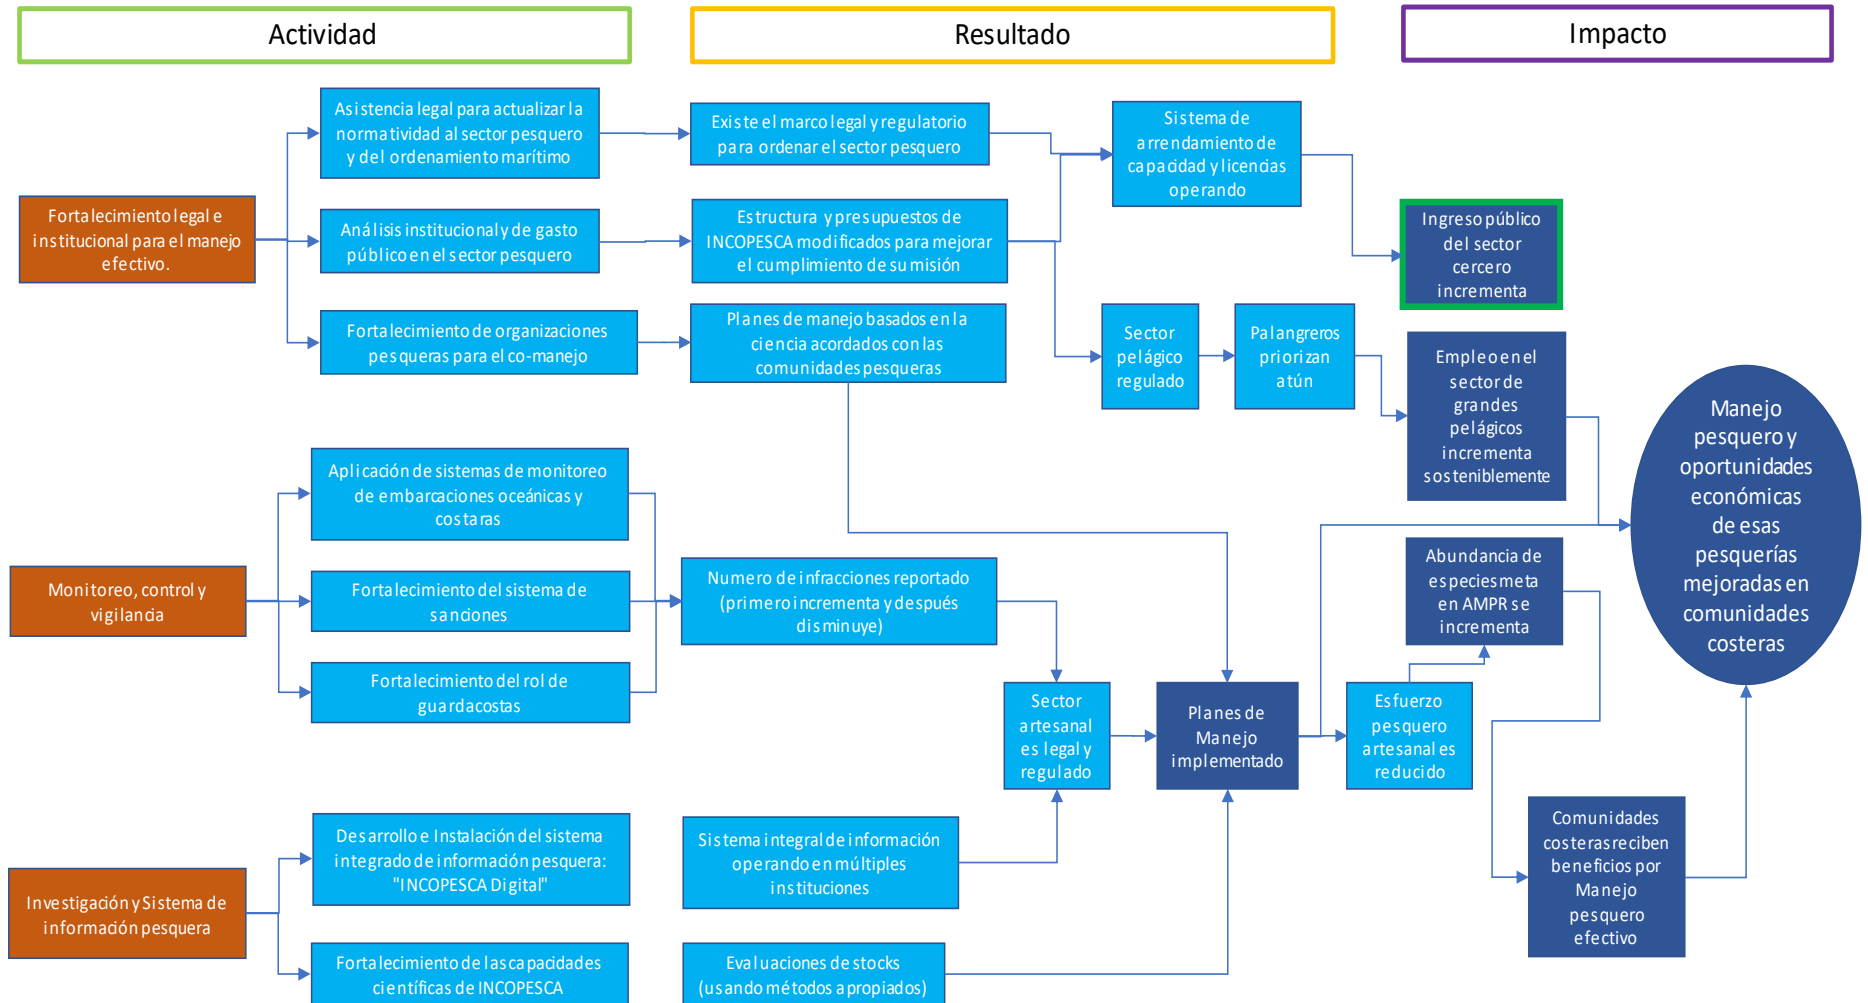 Actividad
Resultado
Impacto
Fortalecimiento legal e
institucional para el manejo
efectivo.
Asistencia legal para actualizar la
normatividad al sector pesquero
y del ordenamiento marítimo
Análisis institucional y de gasto
público en el sector pesquero
Fortalecimiento de organizaciones
pesqueras para el co-manejo
Existe el marco legal y regulatorio
para ordenar el sector pesquero
Estructura y presupuestos de
INCOPESCA modificados para mejorar
el cumplimiento de su misión
Planes de manejo basados en la
ciencia acordados con las
comunidades pesqueras
Sistema de
arrendamiento de
capacidad y licencias
operando
Sector
pelágico
regulado
Palangreros
priorizan
atún
Ingreso público
del sector
cercero
incrementa
Empleo en el
sector de
grandes
pelágicos
incrementa
sosteniblemente
Manejo
pesquero y
oportunidades
económicas
de esas
pesquerías
mejoradas en
comunidades
costeras
Monitoreo, control y
vigilancia
Aplicación de sistemas de monitoreo
de embarcaciones oceánicas y
costaras
Fortalecimiento del sistema de
sanciones
Fortalecimiento del rol de
guardacostas
Numero de infracciones reportado
(primero incrementa y después
disminuye)
Sector
artesanal
es legal y
regulado
Planes de
Manejo
implementado
Esfuerzo
pesquero
artesanal es
reducido
Abundancia de
especies meta
en AMPR se
incrementa
Comunidades
costeras reciben
beneficios por
Manejo
pesquero
efectivo
Investigación y Sistema de
información pesquera
Desarrollo e Instalación del sistema
integrado de información pesquera:
"INCOPESCA Digital"
Fortalecimiento de las capacidades
científicas de INCOPESCA
Sistema integral de información
operando en múltiples
instituciones
Evaluaciones de stocks
(usando métodos apropiados)